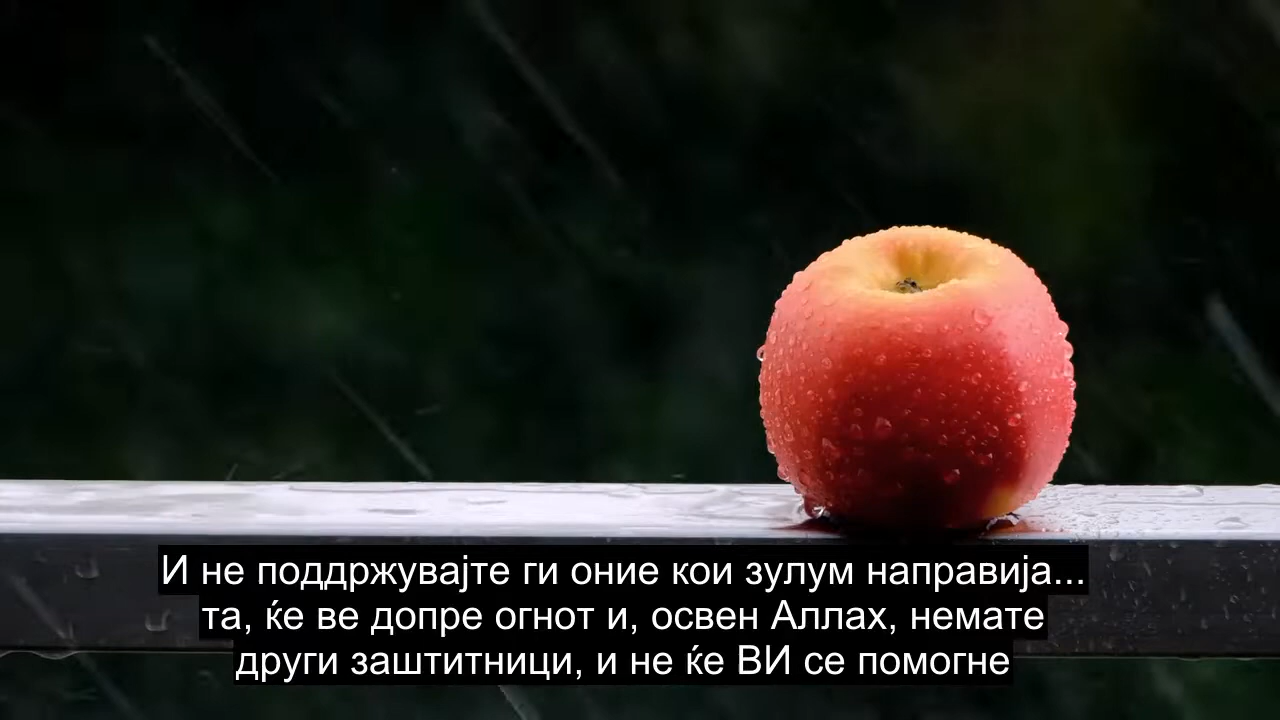 И не поддржувајте ги оние кои зулум направија...
та, ќе ве допре огнот и, освен Аллах, немате
други заштитници, и не ќе ВИ се помогне